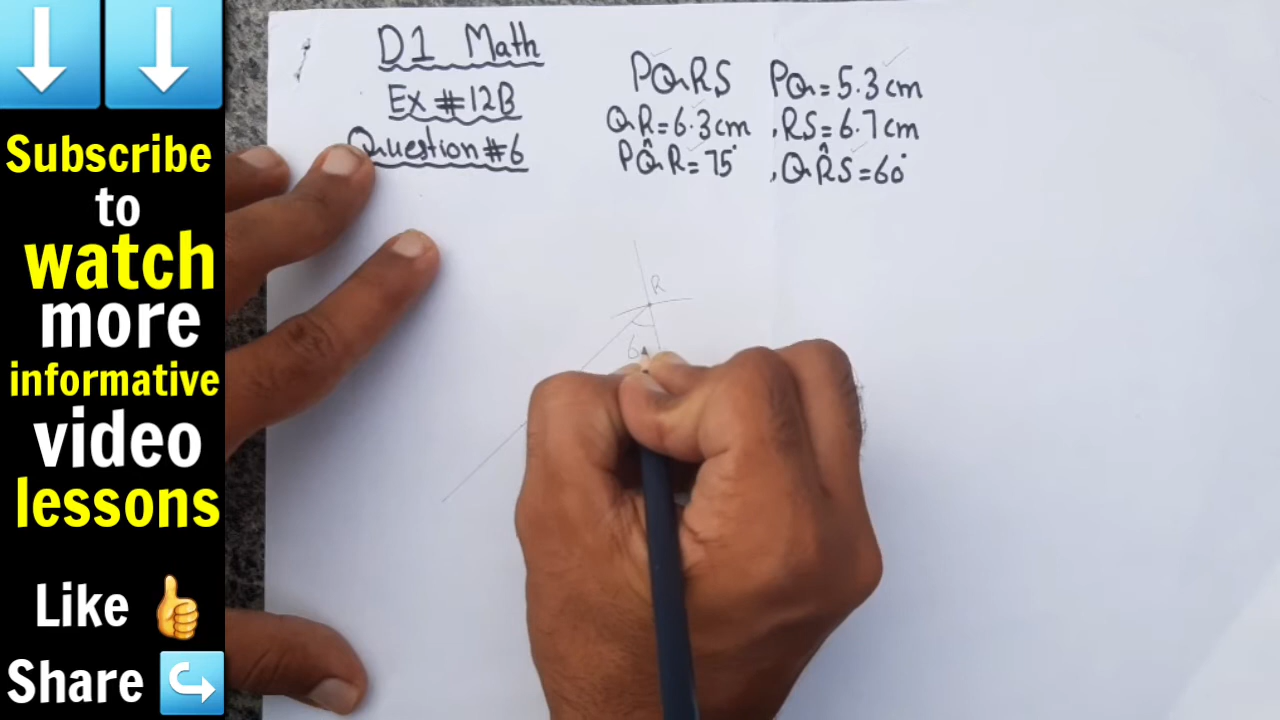 Subscribe
to
watch
more
informative
video
lessons
Like
Share
D1 Math
Ex #12B
Question #6
PQRS PQ = 5.3 cm
QR = 6.3 cm , RS = 6.7 cm
PQ̂R = 75° , QR̂S = 60°
R
6